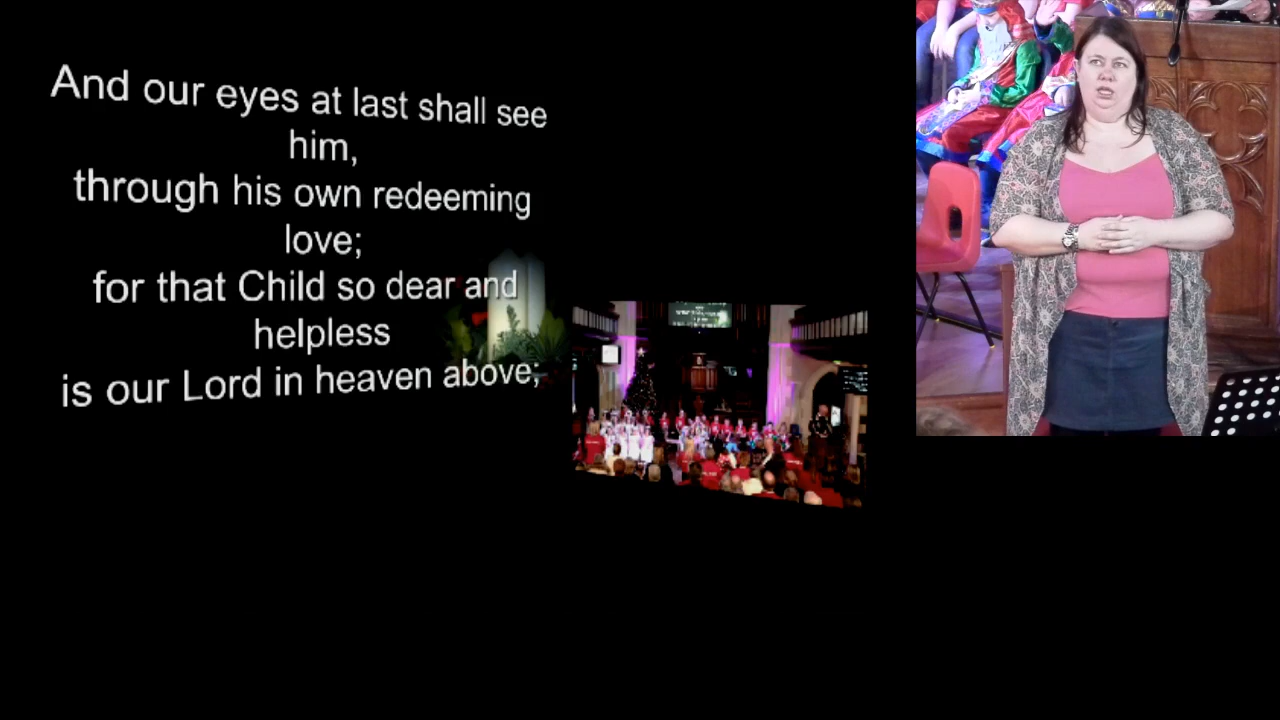 And our eyes at last shall see
him,
through his own redeeming
love;
for that Child so dear and
helpless
is our Lord in heaven above;